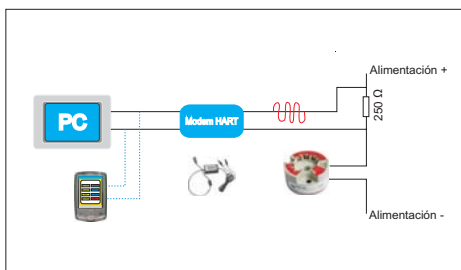 Alimentación +
PC
Modem HART
250 Ω
Alimentación -